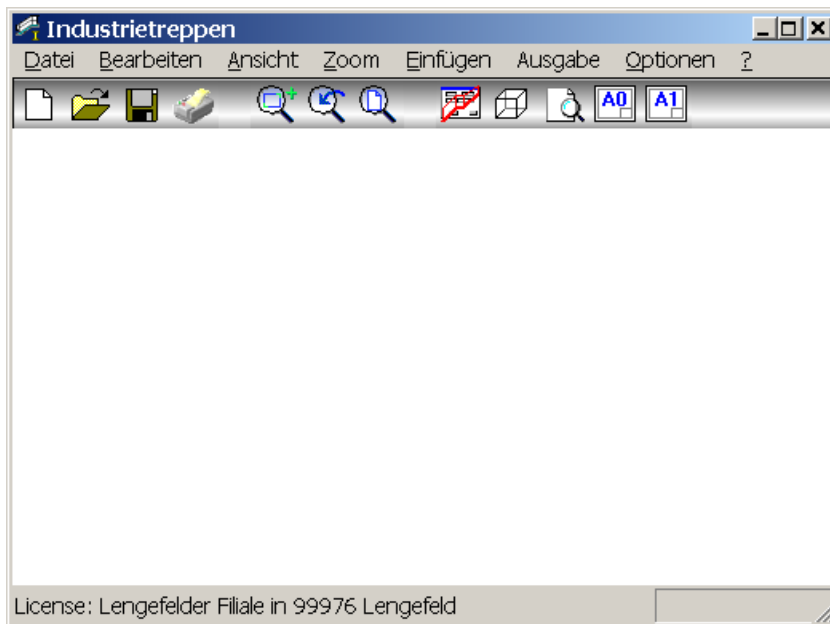 Industrietreppen
Datei Bearbeiten Ansicht Zoom Einfügen Ausgabe Optionen ?
A0 A1
License: Lengefelder Filiale in 99976 Lengefeld